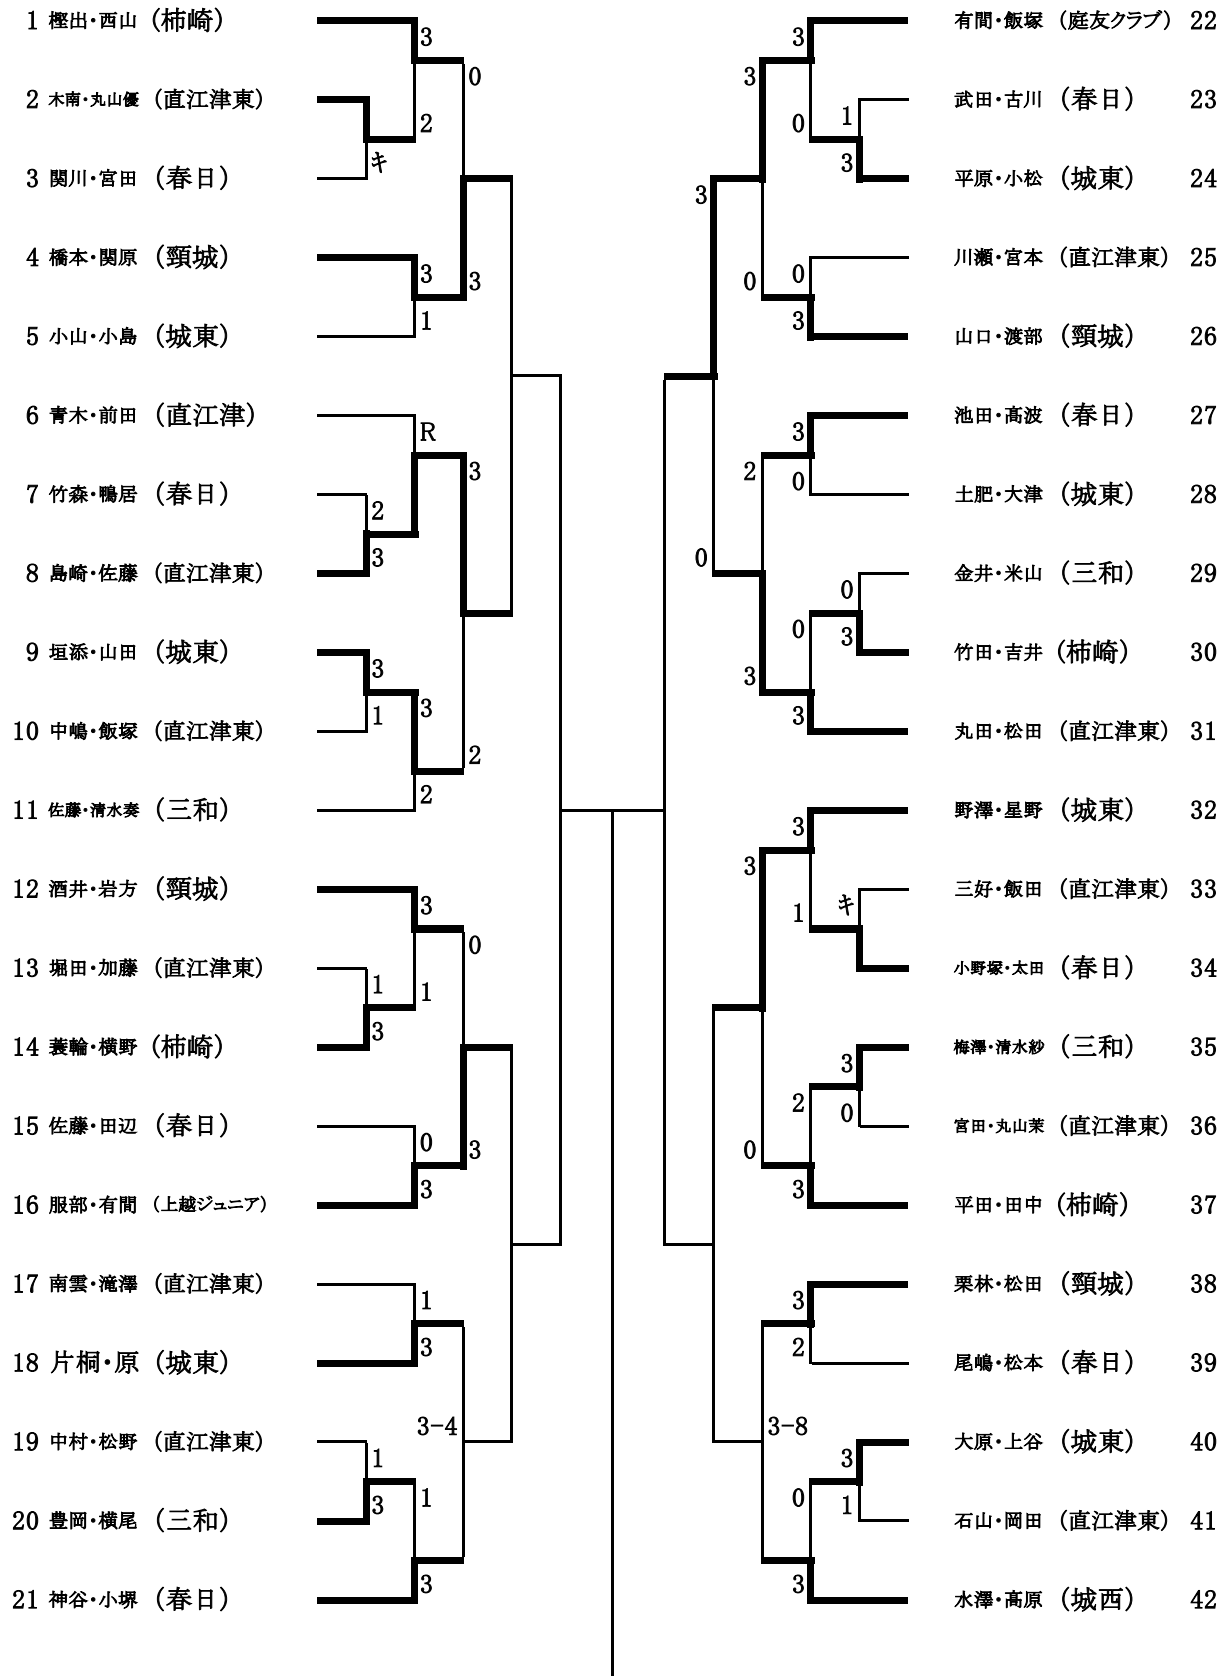 1 樫出・西山 (柿崎)
2 木南・丸山優 (直江津東)
3 関川・宮田 (春日)
4 橋本・関原 (頸城)
5 小山・小島 (城東)
6 青木・前田 (直江津)
7 竹森・鴨居 (春日)
8 島崎・佐藤 (直江津東)
9 垣添・山田 (城東)
10 中嶋・飯塚 (直江津東)
11 佐藤・清水奏 (三和)
12 酒井・岩方 (頸城)
13 堀田・加藤 (直江津東)
14 蓑輪・横野 (柿崎)
15 佐藤・田辺 (春日)
16 服部・有間 (上越ジュニア)
17 南雲・滝澤 (直江津東)
18 片桐・原 (城東)
19 中村・松野 (直江津東)
20 豊岡・横尾 (三和)
21 神谷・小堺 (春日)
3
0
2
キ
3
3
1
R
3
2
3
3
1
3
2
2
3
0
1
1
3
0
3
3
1
3
3-4
1
3
1
3
有間・飯塚 (庭友クラブ) 22
武田・古川 (春日) 23
平原・小松 (城東) 24
川瀬・宮本 (直江津東) 25
山口・渡部 (頸城) 26
池田・髙波 (春日) 27
土肥・大津 (城東) 28
金井・米山 (三和) 29
竹田・吉井 (柿崎) 30
丸田・松田 (直江津東) 31
野澤・星野 (城東) 32
三好・飯田 (直江津東) 33
小野塚・太田 (春日) 34
梅澤・清水紗 (三和) 35
宮田・丸山茉 (直江津東) 36
平田・田中 (柿崎) 37
栗林・松田 (頸城) 38
尾嶋・松本 (春日) 39
大原・上谷 (城東) 40
石山・岡田 (直江津東) 41
水澤・髙原 (城西) 42
3
3
1
0
3
3
0
0
3
3
2
0
0
0
0
3
3
3
3
3
キ
1
3
2
0
0
3
3
2
3-8
3
0
1
3